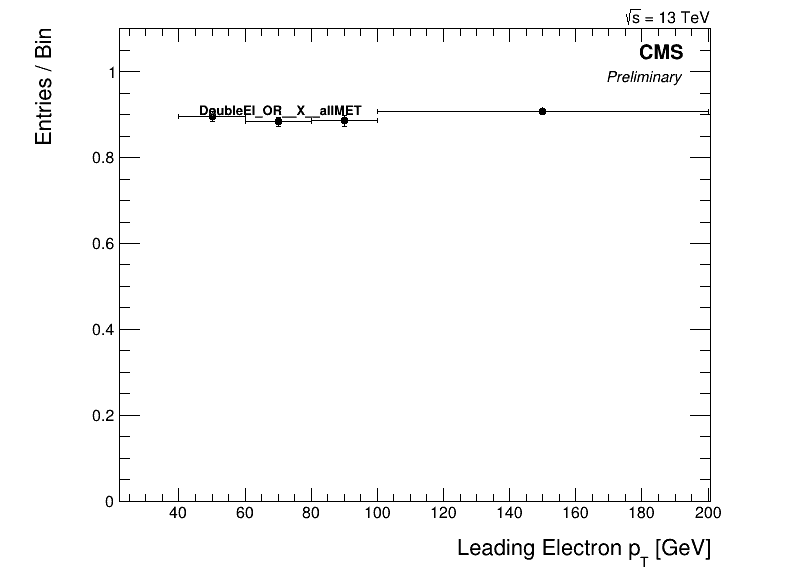 √s = 13 TeV
CMS
Preliminary
Entries / Bin
DoubleEl_OR__X__allMET
1
0.8
0.6
0.4
0.2
0
40 60 80 100 120 140 160 180 200
Leading Electron pT [GeV]